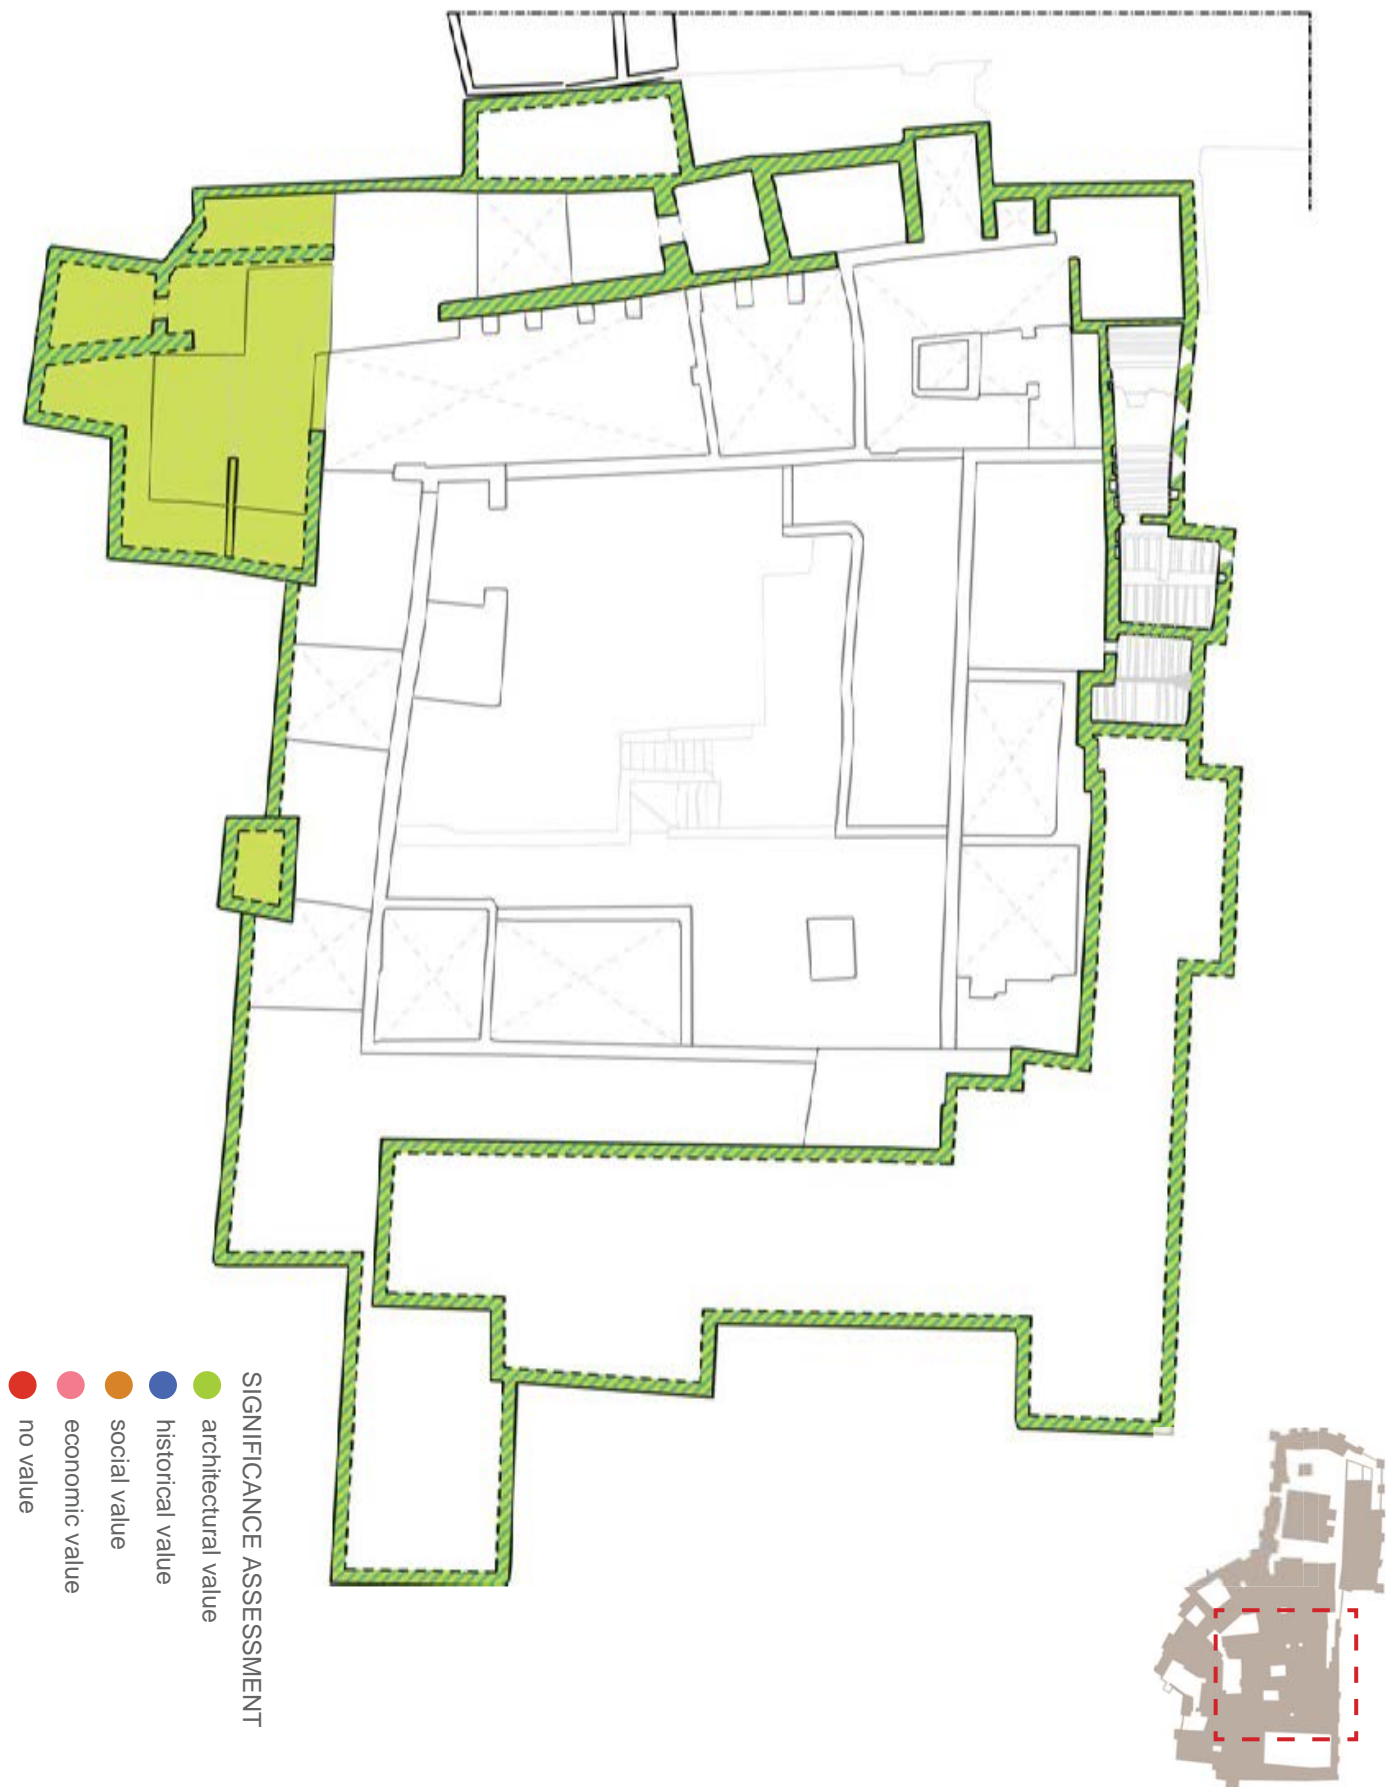 SIGNIFICANCE ASSESSMENT
architectural value
historical value
social value
economic value
no value